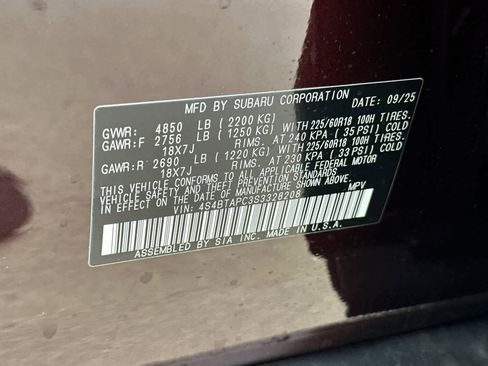 MFD BY SUBARU CORPORATION DATE: 09/25
GVWR: 4850 LB ( 2200 KG)
GAWR:F 2756 LB ( 1250 KG) WITH 225/60R18 100H TIRES.
18X7J RIMS. AT 240 KPA ( 35 PSI) COLD
GAWR:R 2690 LB ( 1220 KG) WITH 225/60R18 100H TIRES.
18X7J RIMS. AT 230 KPA ( 33 PSI) COLD
THIS VEHICLE CONFORMS TO ALL APPLICABLE FEDERAL MOTOR
VEHICLE SAFETY AND THEFT PREVENTION STANDARDS IN
EFFECT ON THE DATE OF MANUFACTURE SHOWN ABOVE.
VIN: 4S4BTAPC3S3328208 MPV
ASSEMBLED BY SIA INC. MADE IN U.S.A.